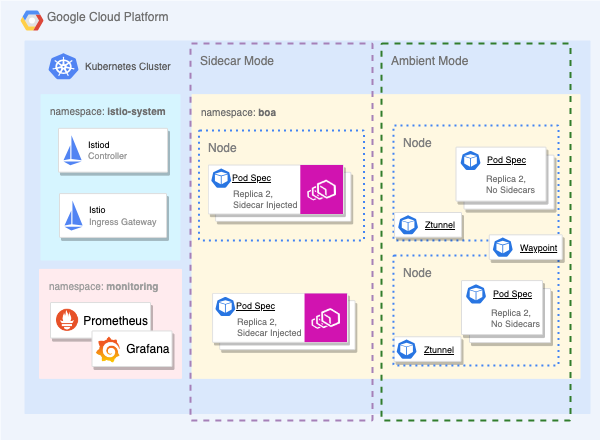 Google Cloud Platform
Kubernetes Cluster
namespace: istio-system
Istiod
Controller
Istio
Ingress Gateway
namespace: monitoring
Prometheus
Grafana
Sidecar Mode
namespace: boa
Node
Pod Spec
Replica 2,
Sidecar Injected
Pod Spec
Replica 2,
Sidecar Injected
Ambient Mode
Node
Pod Spec
Replica 2,
No Sidecars
Ztunnel
Waypoint
Node
Pod Spec
Replica 2,
No Sidecars
Ztunnel